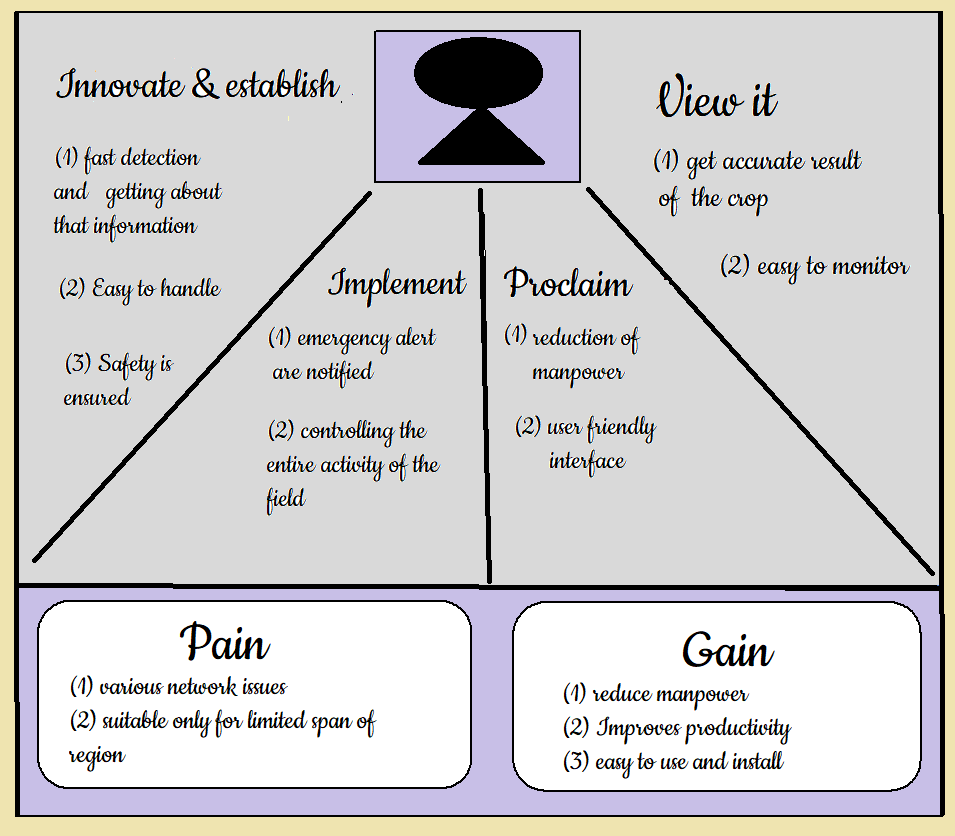 Innovate & establish
(1) fast detection
and getting about
that information
(2) Easy to handle
(3) Safety is
ensured
Implement
(1) emergency alert
are notified
(2) controlling the
entire activity of the
field
Proclaim
(1) reduction of
manpower
(2) user friendly
interface
View it
(1) get accurate result
of the crop
(2) easy to monitor
Pain
(1) various network issues
(2) suitable only for limited span of
region
Gain
(1) reduce manpower
(2) Improves productivity
(3) easy to use and install